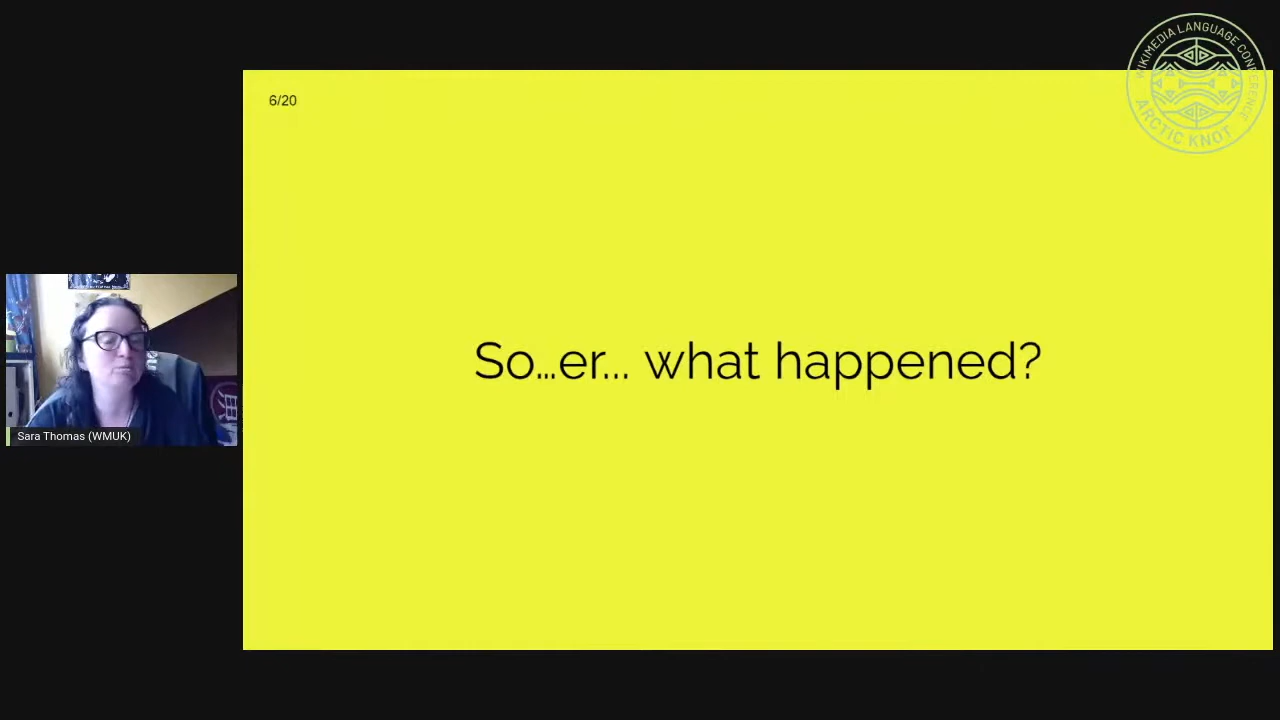 WIKIMEDIA LANGUAGE CONFERENCE
ARCTIC KNOT
6/20
So...er... what happened?
Sara Thomas (WMUK)